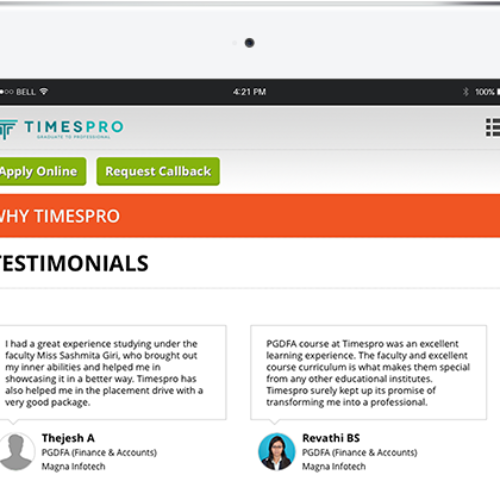 BELL 4:21 PM 100%
TIMESPRO
GRADUATE TO PROFESSIONAL
Apply Online Request Callback
WHY TIMESPRO
TESTIMONIALS
I had a great experience studying under the
faculty Miss Sashmita Giri, who brought out
my inner abilities and helped me in
showcasing it in a better way. Timespro has
also helped me in the placement drive with a
very good package.
Thejesh A
PGDFA (Finance & Accounts)
Magna Infotech
PGDFA course at Timespro was an excellent
learning experience. The faculty and excellent
course curriculum is what makes them special
from any other educational institutes.
Timespro surely kept up its promise of
transforming me into a professional.
Revathi BS
PGDFA (Finance & Accounts)
Magna Infotech